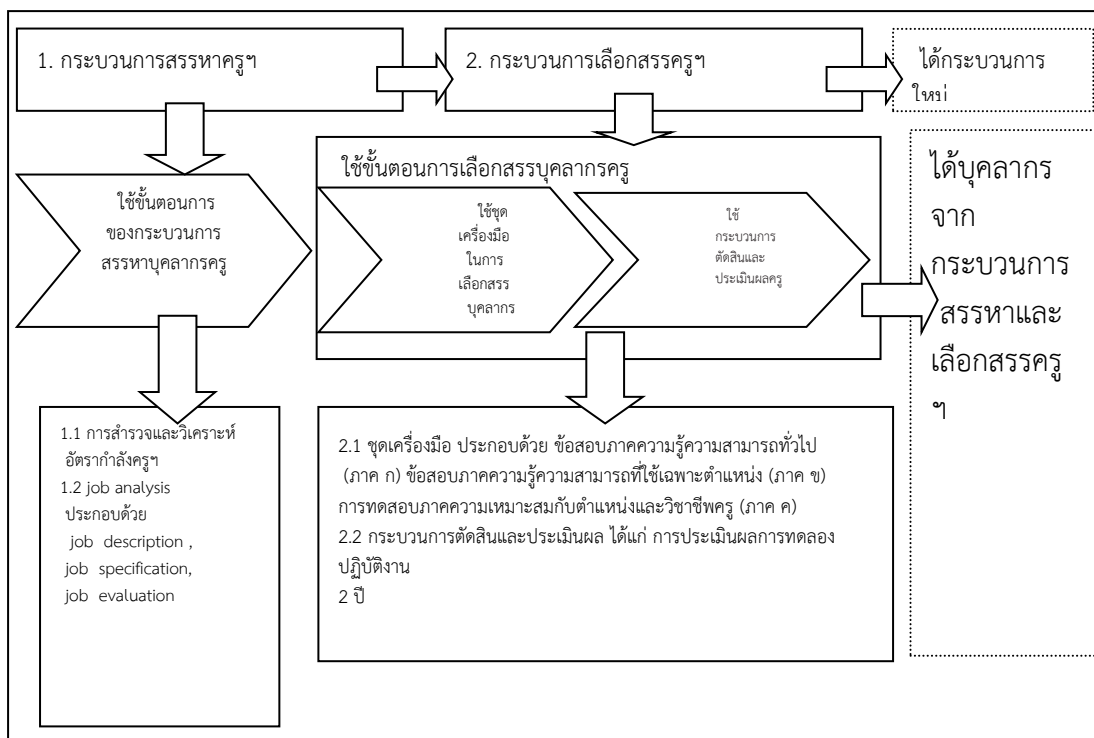 1. กระบวนการสรรหาครูฯ
2. กระบวนการเลือกสรรครูฯ
ได้กระบวนการ
ใหม่
ใช้ขั้นตอนการ
ของกระบวนการ
สรรหาบุคลากรครู
ใช้ขั้นตอนการเลือกสรรบุคลากรครู
ใช้ชุด
เครื่องมือ
ในการ
เลือกสรร
บุคลากร
ใช้
กระบวนการ
ตัดสินและ
ประเมินผลครู
ได้บุคลากร
จาก
กระบวนการ
สรรหาและ
เลือกสรรครู
ฯ
1.1 การสำรวจและวิเคราะห์
อัตรากำลังครูฯ
1.2 job analysis
ประกอบด้วย
job description ,
job specification,
job evaluation
2.1 ชุดเครื่องมือ ประกอบด้วย ข้อสอบภาคความรู้ความสามารถทั่วไป
(ภาค ก) ข้อสอบภาคความรู้ความสามารถที่ใช้เฉพาะตำแหน่ง (ภาค ข)
การทดสอบภาคความเหมาะสมกับตำแหน่งและวิชาชีพครู (ภาค ค)
2.2 กระบวนการตัดสินและประเมินผล ได้แก่ การประเมินผลการทดลอง
ปฏิบัติงาน
2 ปี